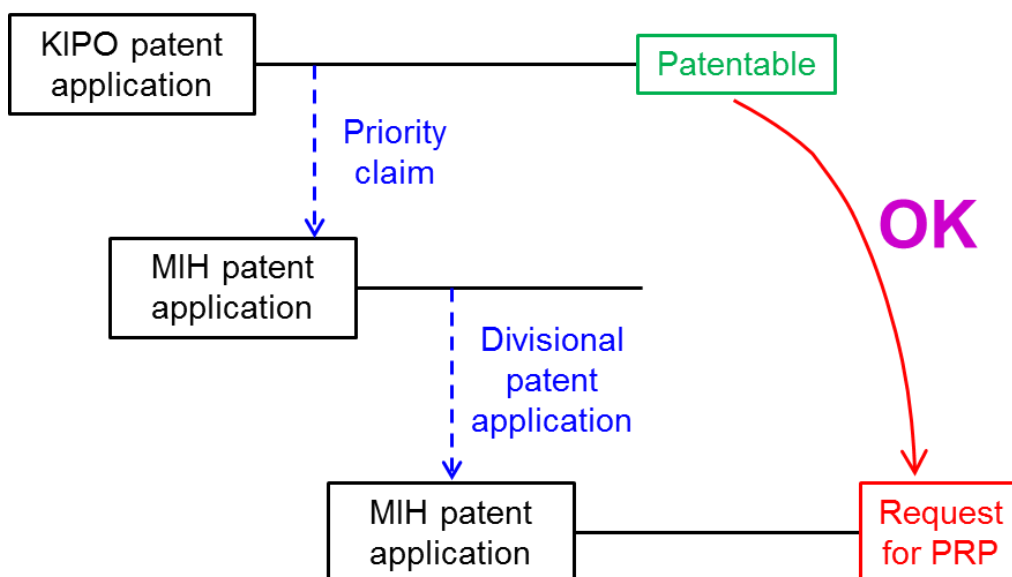 KIPO patent
application
Patentable
Priority
claim
OK
MIH patent
application
Divisional
patent
application
MIH patent
application
Request
for PRP